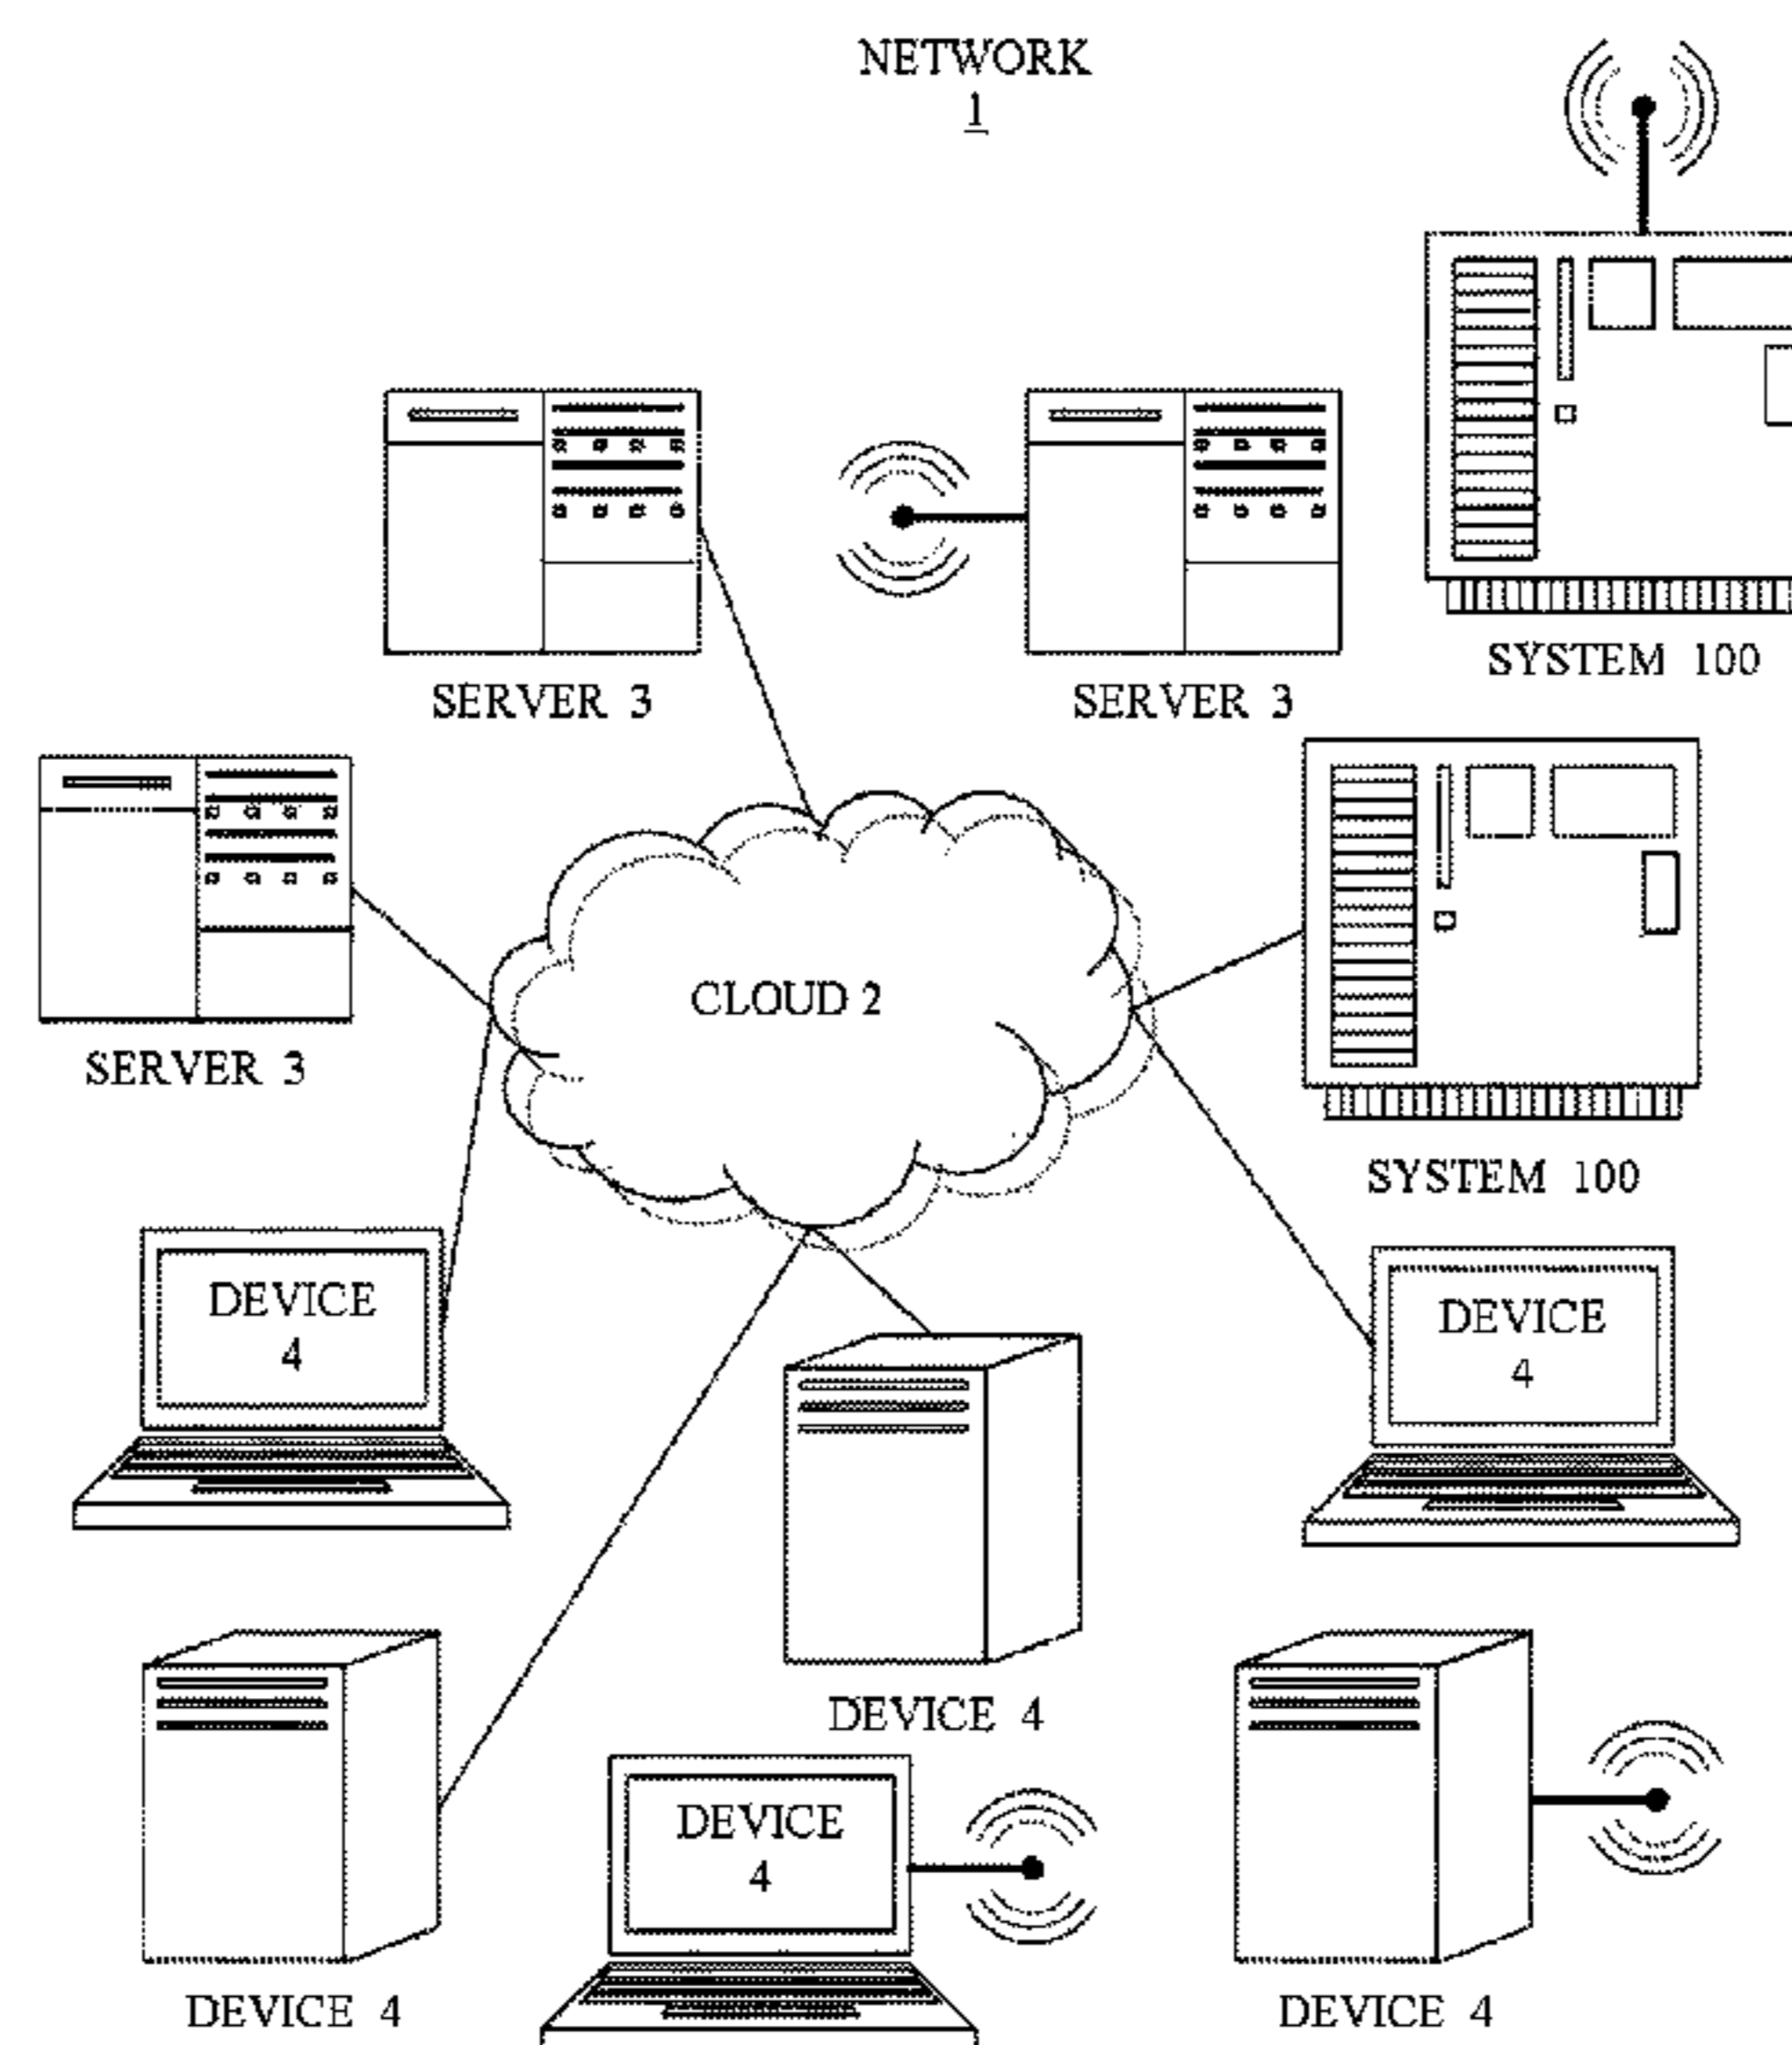 NETWORK
1
SYSTEM 100
SERVER 3
SERVER 3
SERVER 3
CLOUD 2
SYSTEM 100
DEVICE
4
DEVICE
4
DEVICE 4
DEVICE
4
DEVICE 4
DEVICE 4